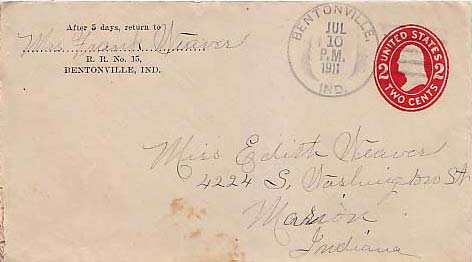 After 5 days, return to
Mrs. Frank Weaver
R. R. No. 15,
BENTONVILLE, IND.
BENTONVILLE,
JUL
10
P.M.
1911
IND.
UNITED STATES
2 2
TWO CENTS
Miss Edith Weaver
4224 S. Washington St
Marion
Indiana